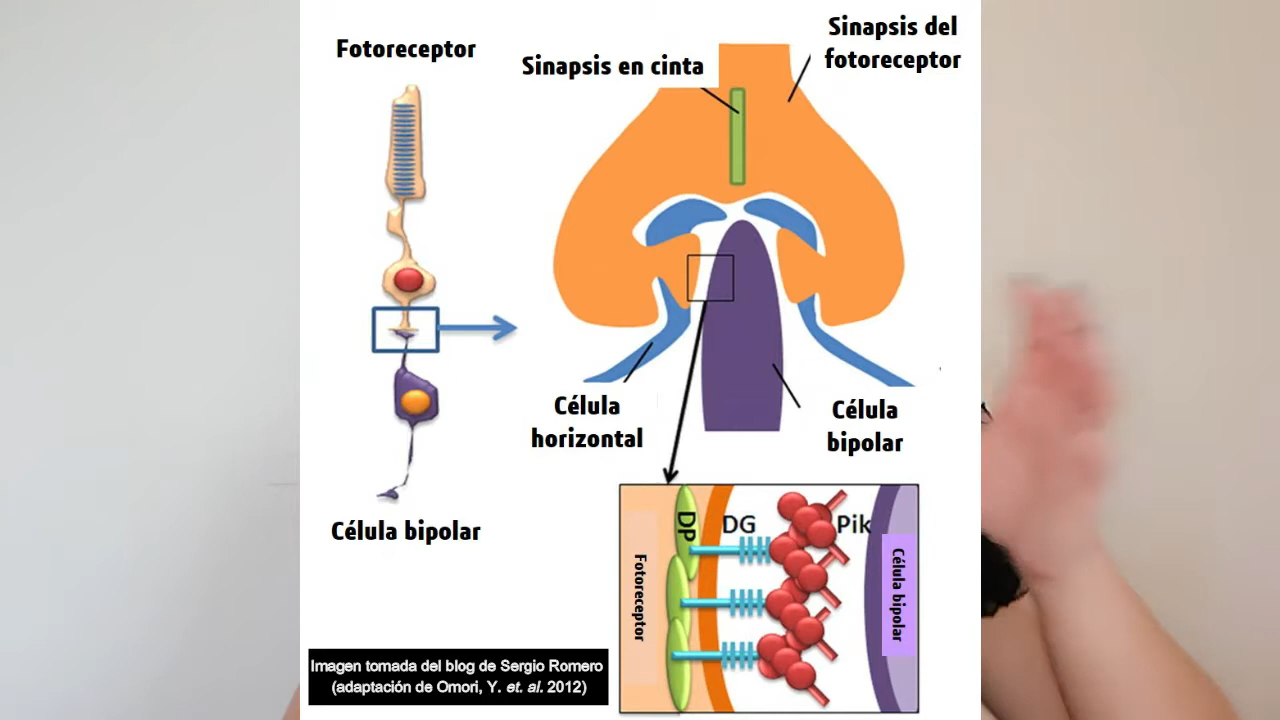 Fotoreceptor
Sinapsis en cinta
Sinapsis del
fotoreceptor
Célula
horizontal
Célula
bipolar
Célula bipolar
DP
DG
Pik
Fotoreceptor
Célula bipolar
Imagen tomada del blog de Sergio Romero
(adaptación de Omori, Y. et. al. 2012)